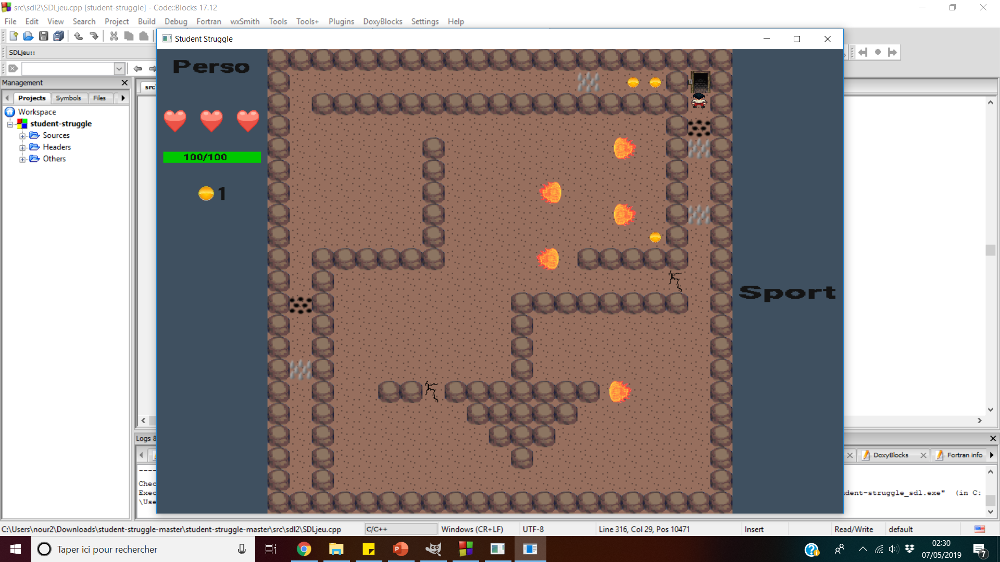 src\sdl2\SDLjeu.cpp [student-struggle] - Code::Blocks 17.12
File Edit View Search Project Build Debug Fortran wxSmith Tools Tools+ Plugins DoxyBlocks Settings Help
Student Struggle
SDLjeu::
Management
Projects Symbols Files
Workspace
student-struggle
Sources
Headers
Others
src\
Perso
100/100
1
Sport
Logs &
DoxyBlocks
Fortran info
Chec
Exec
dent-struggle_sdl.exe" (in C:
\Use
C:\Users\nour2\Downloads\student-struggle-master\student-struggle-master\src\sdl2\SDLjeu.cpp
C/C++
Windows (CR+LF)
UTF-8
Line 316, Col 29, Pos 10471
Insert
Read/Write
default
Taper ici pour rechercher
02:30
07/05/2019
7